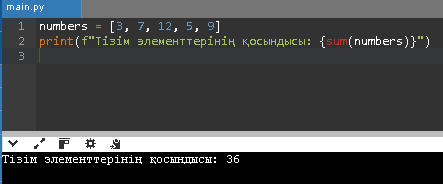 main.py
1 numbers = [3, 7, 12, 5, 9]
2 print(f"Тізім элементтерінің қосындысы: {sum(numbers)}")
3
Тізім элементтерінің қосындысы: 36